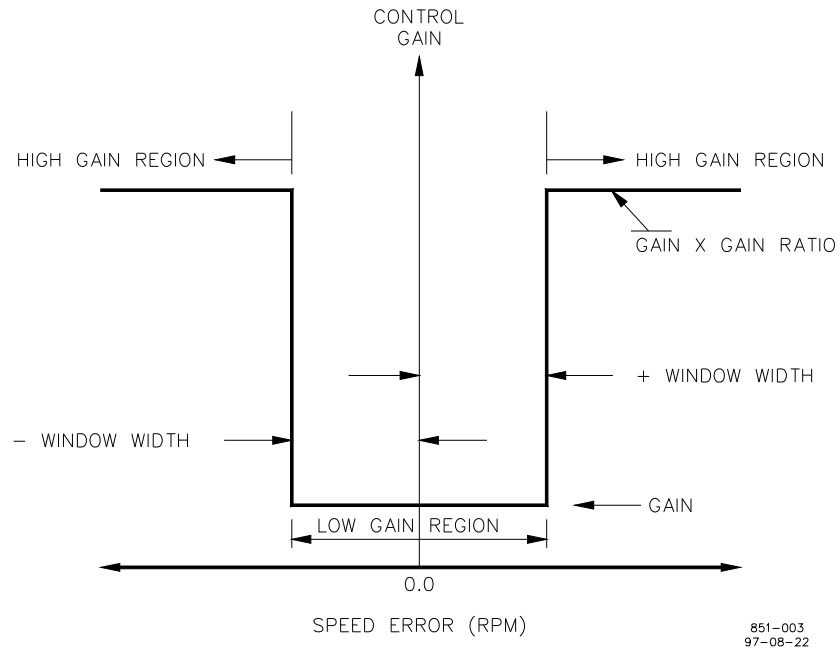 CONTROL
GAIN
HIGH GAIN REGION
HIGH GAIN REGION
GAIN X GAIN RATIO
+ WINDOW WIDTH
− WINDOW WIDTH
GAIN
LOW GAIN REGION
0.0
SPEED ERROR (RPM)
851−003
97−08−22